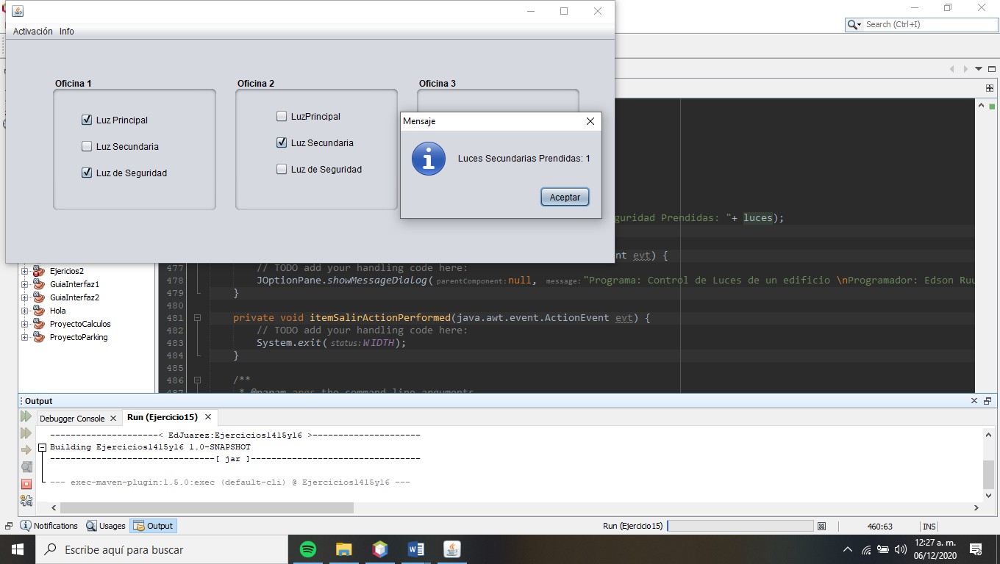 Activación Info
Search (Ctrl+I)
Oficina 1
Luz Principal
Luz Secundaria
Luz de Seguridad
Oficina 2
LuzPrincipal
Luz Secundaria
Luz de Seguridad
Oficina 3
Mensaje
Luces Secundarias Prendidas: 1
Aceptar
guridad Prendidas: "+ luces);
nt evt) {
Ejericios2
GuiaInterfaz1
GuiaInterfaz2
Hola
ProyectoCalculos
ProyectoParking
477 // TODO add your handling code here:
478 JOptionPane.showMessageDialog(parentComponent:null, message:"Programa: Control de Luces de un edificio \nProgramador: Edson Ruu
479 }
480
481 private void itemSalirActionPerformed(java.awt.event.ActionEvent evt) {
482 // TODO add your handling code here:
483 System.exit(status:WIDTH);
484 }
485
486 /**
487 * @param args the command line arguments
Output
Debugger Console Run (Ejercicio15)
---------------------< EdJuarez:Ejercicios1415y16 >---------------------
Building Ejercicios1415y16 1.0-SNAPSHOT
--------------------------------[ jar ]---------------------------------
--- exec-maven-plugin:1.5.0:exec (default-cli) @ Ejercicios1415y16 ---
Notifications Usages Output Run (Ejercicio15) 460:63 INS
Escribe aquí para buscar
12:27 a. m.
06/12/2020